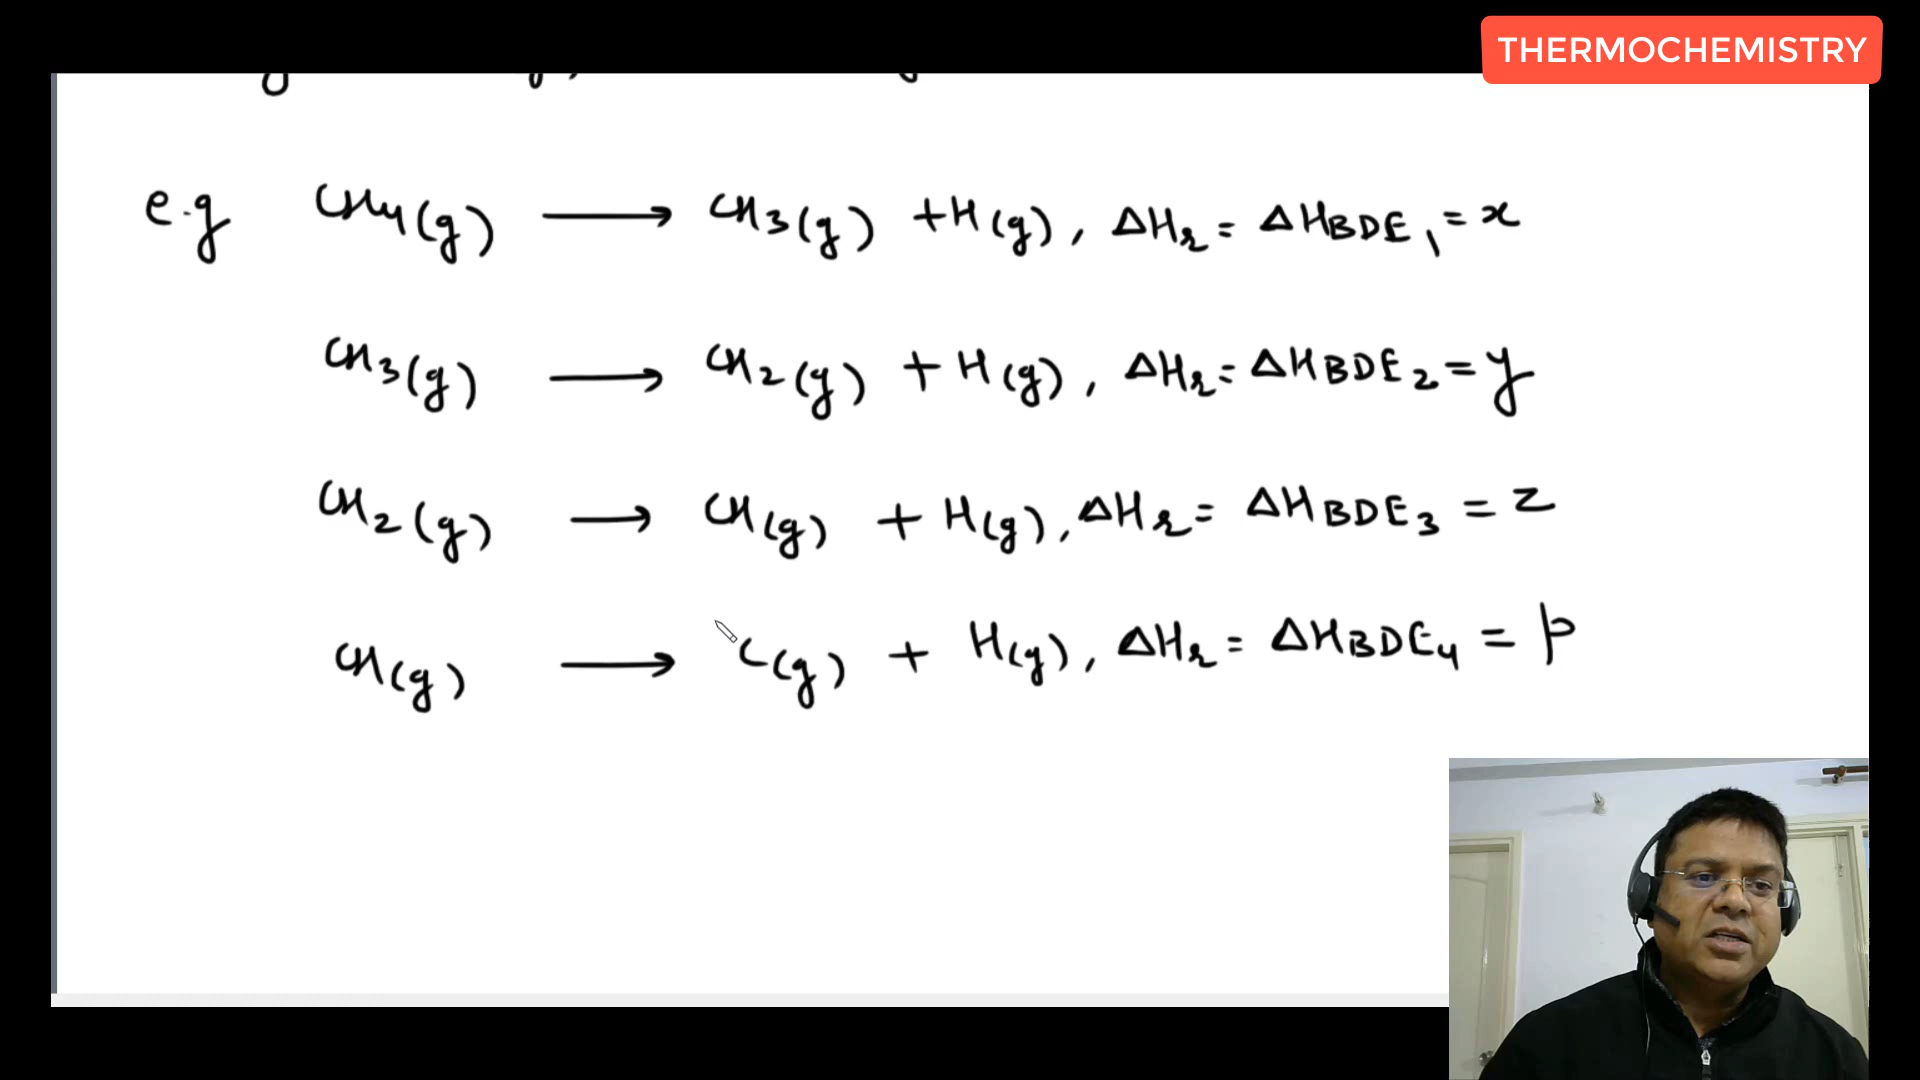 THERMOCHEMISTRY
e.g CH4(g) ⟶ CH3(g) + H(g), ΔHr = ΔHBDE1 = x
CH3(g) ⟶ CH2(g) + H(g), ΔHr = ΔHBDE2 = y
CH2(g) ⟶ CH(g) + H(g), ΔHr = ΔHBDE3 = z
CH(g) ⟶ C(g) + H(g), ΔHr = ΔHBDE4 = p